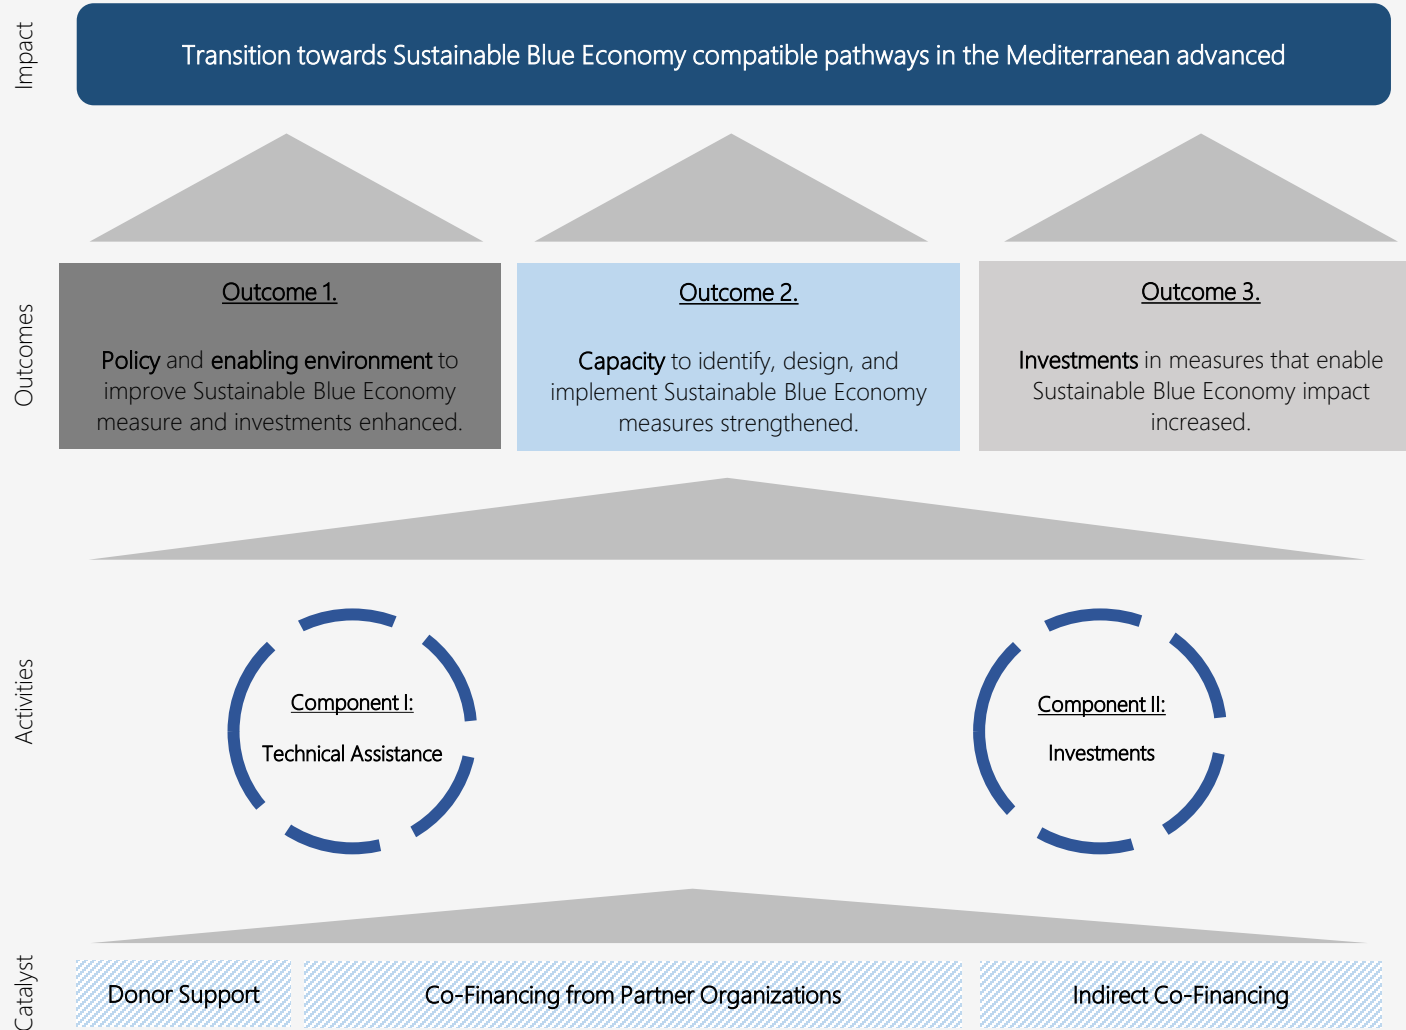 Impact
Transition towards Sustainable Blue Economy compatible pathways in the Mediterranean advanced
Outcomes
Outcome 1.
Policy and enabling environment to
improve Sustainable Blue Economy
measure and investments enhanced.
Outcome 2.
Capacity to identify, design, and
implement Sustainable Blue Economy
measures strengthened.
Outcome 3.
Investments in measures that enable
Sustainable Blue Economy impact
increased.
Activities
Component I:
Technical Assistance
Component II:
Investments
Catalyst
Donor Support
Co-Financing from Partner Organizations
Indirect Co-Financing